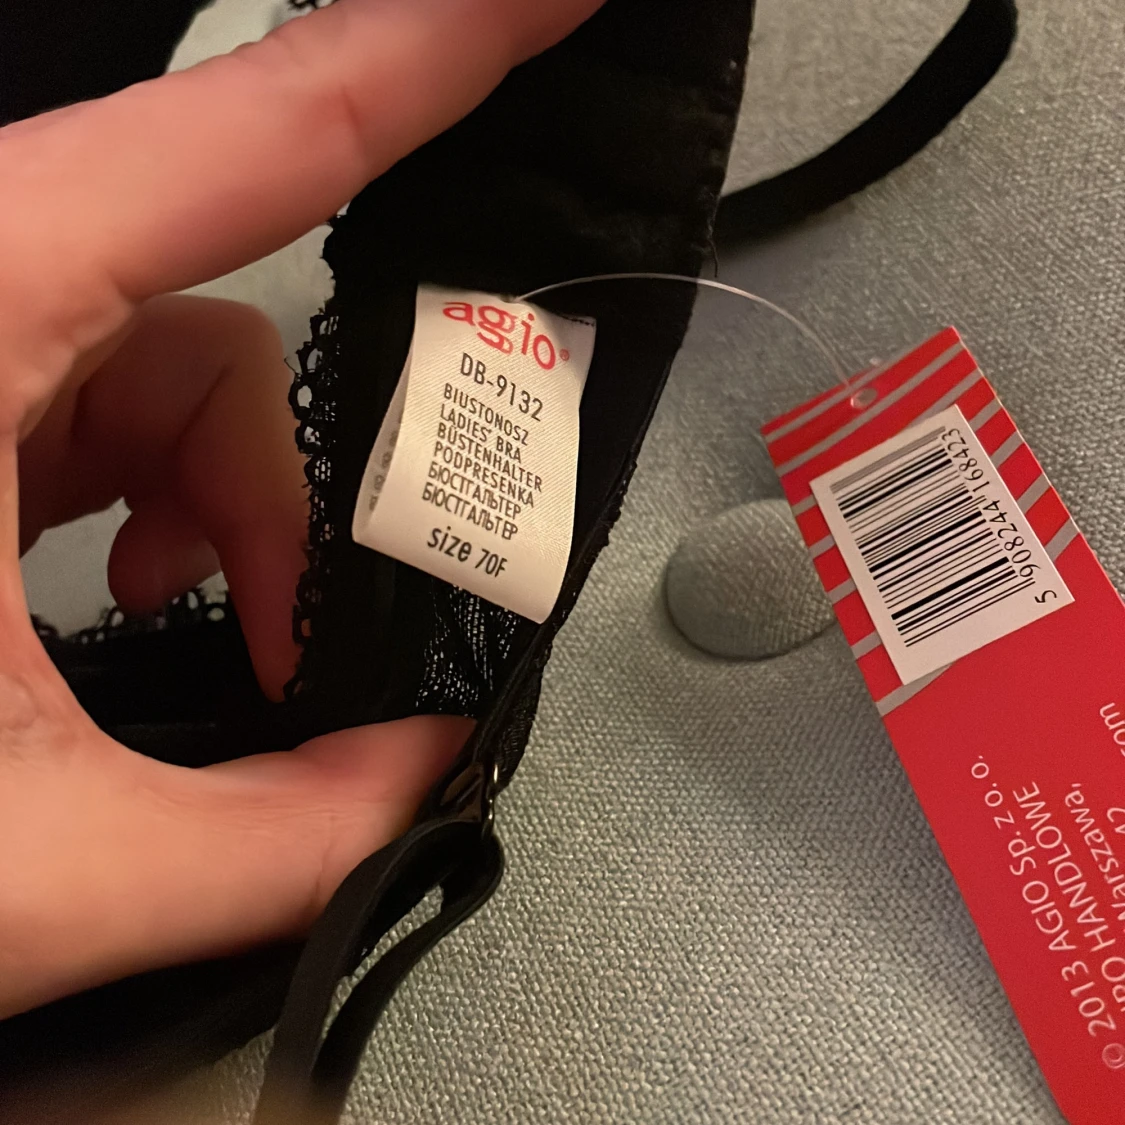 agio®
DB-9132
BIUSTONOSZ
LADIES' BRA
BÜSTENHALTER
PODPRESENKA
БЮСТГАЛЬТЕР
БЮСТГАЛЬТЕР
size 70F
5 908244 168423
© 2013 AGIO Sp. z o. o.
HANDLOWE
Warszawa,